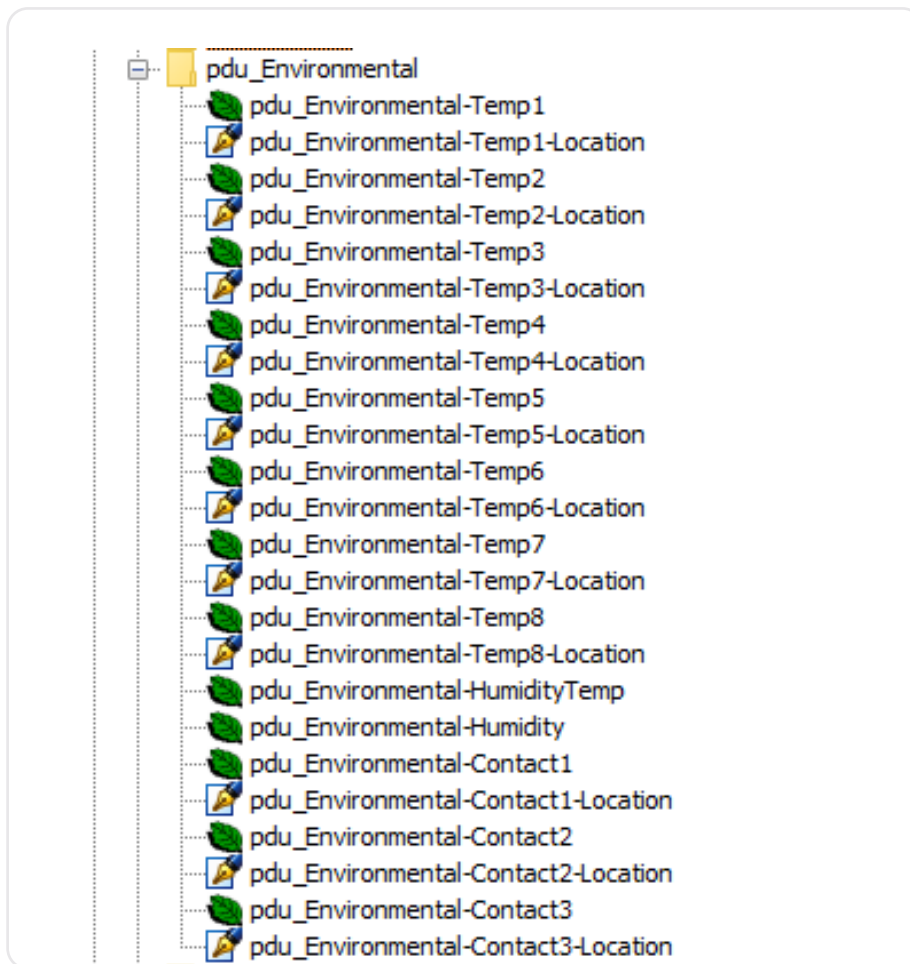 pdu_Environmental
pdu_Environmental-Temp1
pdu_Environmental-Temp1-Location
pdu_Environmental-Temp2
pdu_Environmental-Temp2-Location
pdu_Environmental-Temp3
pdu_Environmental-Temp3-Location
pdu_Environmental-Temp4
pdu_Environmental-Temp4-Location
pdu_Environmental-Temp5
pdu_Environmental-Temp5-Location
pdu_Environmental-Temp6
pdu_Environmental-Temp6-Location
pdu_Environmental-Temp7
pdu_Environmental-Temp7-Location
pdu_Environmental-Temp8
pdu_Environmental-Temp8-Location
pdu_Environmental-HumidityTemp
pdu_Environmental-Humidity
pdu_Environmental-Contact1
pdu_Environmental-Contact1-Location
pdu_Environmental-Contact2
pdu_Environmental-Contact2-Location
pdu_Environmental-Contact3
pdu_Environmental-Contact3-Location